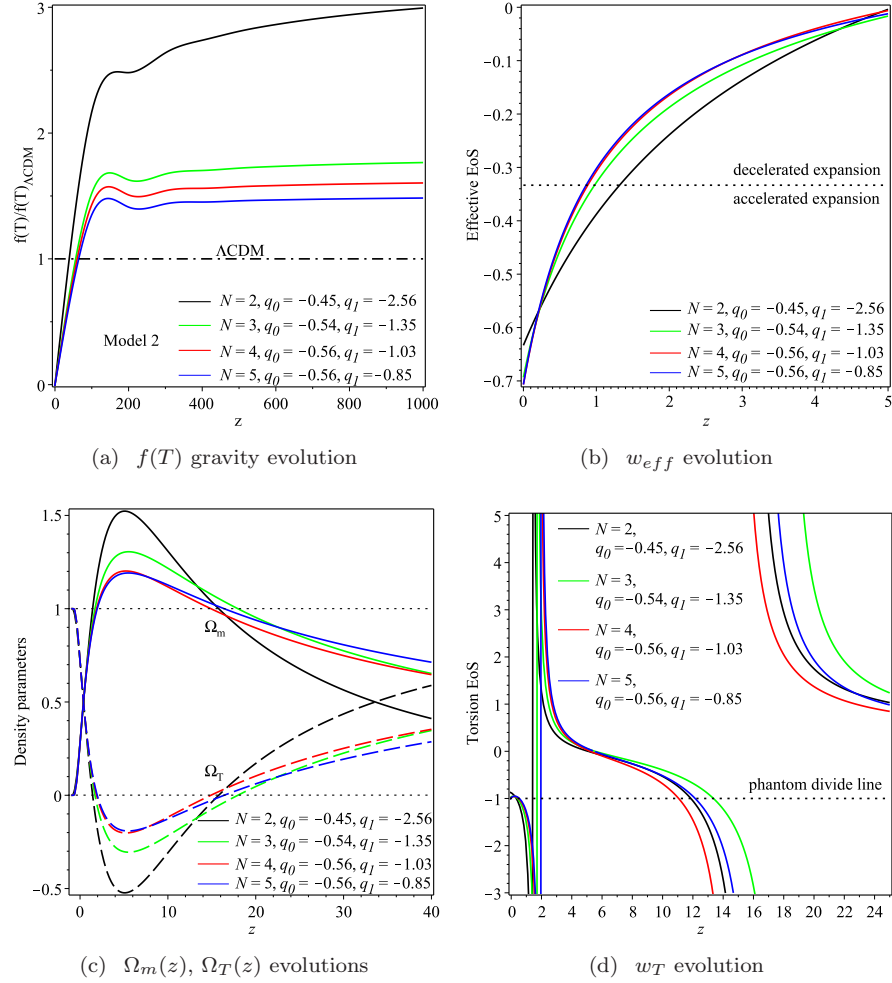 3
2
1
0
0
200
400
600
800
1000
z
f(T)/f(T)ΛCDM
ΛCDM
Model 2
N = 2, q0 = −0.45, q1 = −2.56
N = 3, q0 = −0.54, q1 = −1.35
N = 4, q0 = −0.56, q1 = −1.03
N = 5, q0 = −0.56, q1 = −0.85
(a) f(T) gravity evolution
0
−0.1
−0.2
−0.3
−0.4
−0.5
−0.6
−0.7
0
1
2
3
4
5
z
Effective EoS
decelerated expansion
accelerated expansion
N = 2, q0 = −0.45, q1 = −2.56
N = 3, q0 = −0.54, q1 = −1.35
N = 4, q0 = −0.56, q1 = −1.03
N = 5, q0 = −0.56, q1 = −0.85
(b) weff evolution
1.5
1
0.5
0
−0.5
0
10
20
30
40
z
Density parameters
Ωm
ΩT
N = 2, q0 = −0.45, q1 = −2.56
N = 3, q0 = −0.54, q1 = −1.35
N = 4, q0 = −0.56, q1 = −1.03
N = 5, q0 = −0.56, q1 = −0.85
(c) Ωm(z), ΩT(z) evolutions
5
4
3
2
1
0
−1
−2
−3
0
2
4
6
8
10
12
14
16
18
20
22
24
z
Torsion EoS
N = 2,
q0 = −0.45, q1 = −2.56
N = 3,
q0 = −0.54, q1 = −1.35
N = 4,
q0 = −0.56, q1 = −1.03
N = 5,
q0 = −0.56, q1 = −0.85
phantom divide line
(d) wT evolution